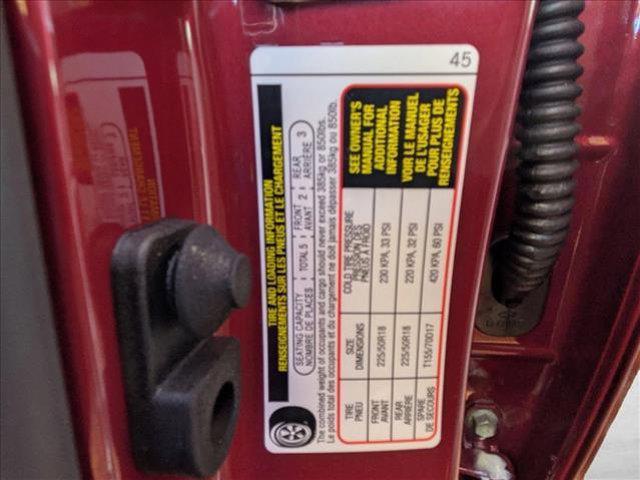 45
TIRE AND LOADING INFORMATION
RENSEIGNEMENTS SUR LES PNEUS ET LE CHARGEMENT
SEATING CAPACITY TOTAL 5 FRONT 2 REAR 3
NOMBRE DE PLACES AVANT ARRIÈRE
The combined weight of occupants and cargo should never exceed 385kg or 850lbs.
Le poids total des occupants et du chargement ne doit jamais dépasser 385kg ou 850lb.
TIRE SIZE COLD TIRE PRESSURE
PNEU DIMENSIONS PRESSION DES
PNEUS À FROID
FRONT 225/50R18 230 KPA, 33 PSI
AVANT
REAR 225/50R18 220 KPA, 32 PSI
ARRIÈRE
SPARE T155/70D17 420 KPA, 60 PSI
DE SECOURS
SEE OWNER'S
MANUAL FOR
ADDITIONAL
INFORMATION
VOIR LE MANUEL
DE L'USAGER
POUR PLUS DE
RENSEIGNEMENTS